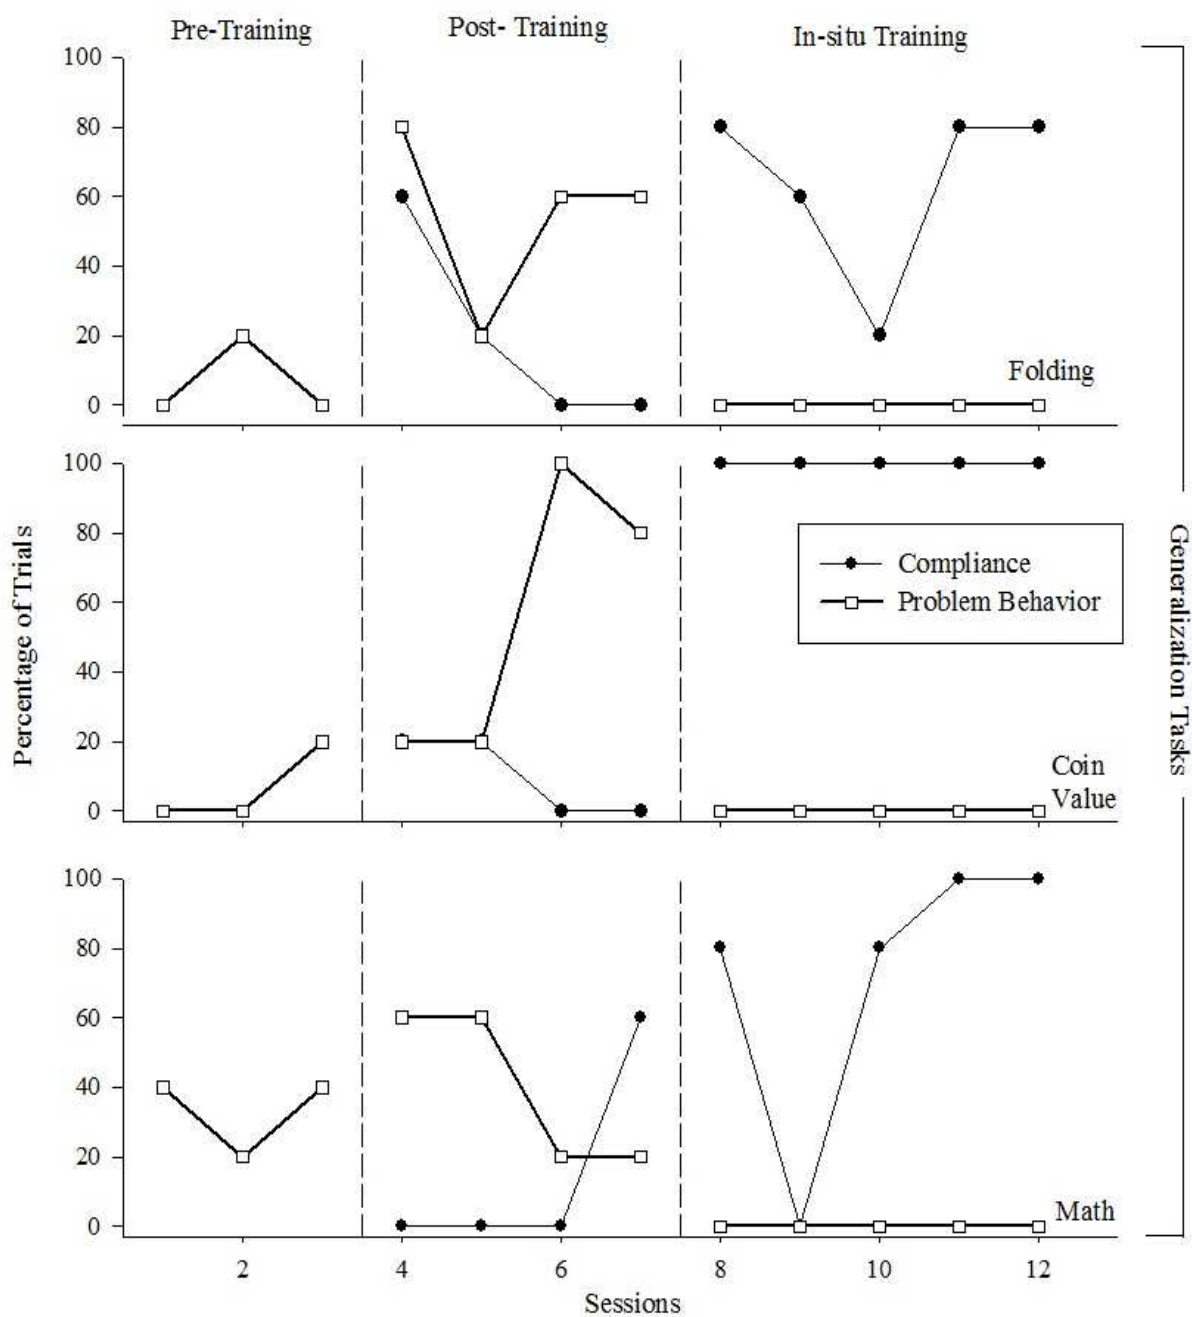 Pre-Training
Post- Training
In-situ Training
100
80
60
40
20
0
Folding
100
80
60
40
20
0
Compliance
Problem Behavior
Coin
Value
100
80
60
40
20
0
Math
2
4
6
8
10
12
Sessions
Percentage of Trials
Generalization Tasks